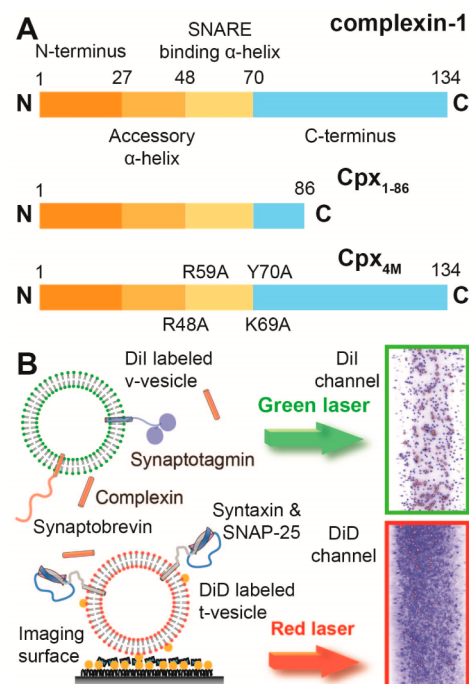 A
complexin-1
SNARE
N-terminus binding α-helix
1 27 48 70 134
N C
Accessory
α-helix
C-terminus
1 86
Cpx1-86
N C
Cpx4M
1 R59A Y70A 134
N C
R48A K69A
B
DiI labeled
v-vesicle
DiI
channel
Green laser
Synaptotagmin
Complexin
Synaptobrevin
Syntaxin &
SNAP-25
DiD
channel
DiD labeled
t-vesicle
Imaging
surface
Red laser